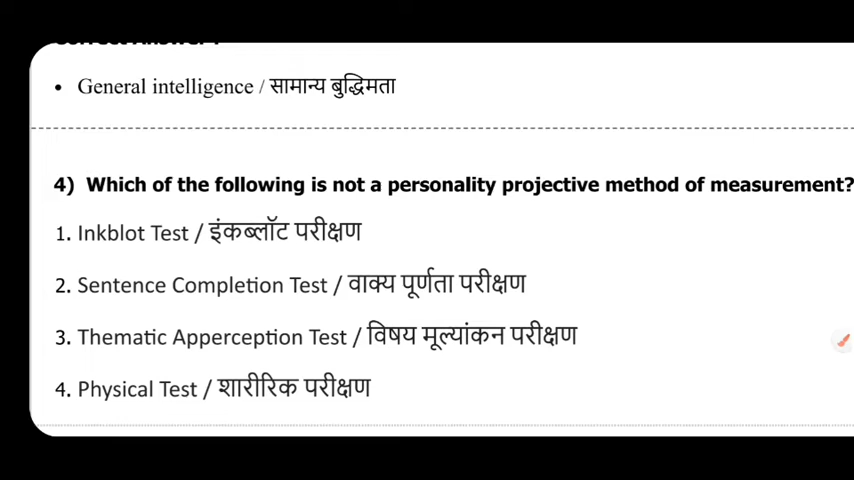 • General intelligence / सामान्य बुद्धिमता
4) Which of the following is not a personality projective method of measurement?
1. Inkblot Test / इंकब्लॉट परीक्षण
2. Sentence Completion Test / वाक्य पूर्णता परीक्षण
3. Thematic Apperception Test / विषय मूल्यांकन परीक्षण
4. Physical Test / शारीरिक परीक्षण